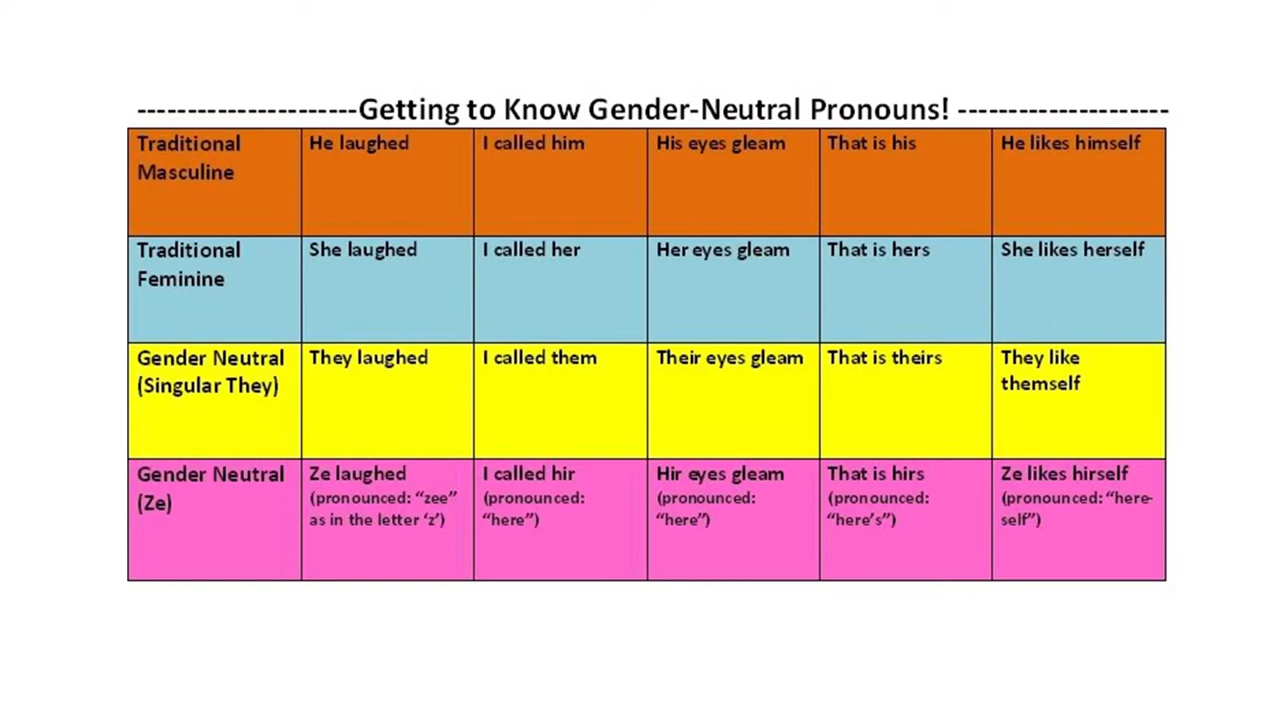 ----------------------Getting to Know Gender-Neutral Pronouns! ---------------------
Traditional Masculine He laughed I called him His eyes gleam That is his He likes himself
Traditional Feminine She laughed I called her Her eyes gleam That is hers She likes herself
Gender Neutral (Singular They) They laughed I called them Their eyes gleam That is theirs They like themself
Gender Neutral (Ze) Ze laughed (pronounced: “zee” as in the letter ‘z’) I called hir (pronounced: “here”) Hir eyes gleam (pronounced: “here”) That is hirs (pronounced: “here’s”) Ze likes hirself (pronounced: “here-self”)